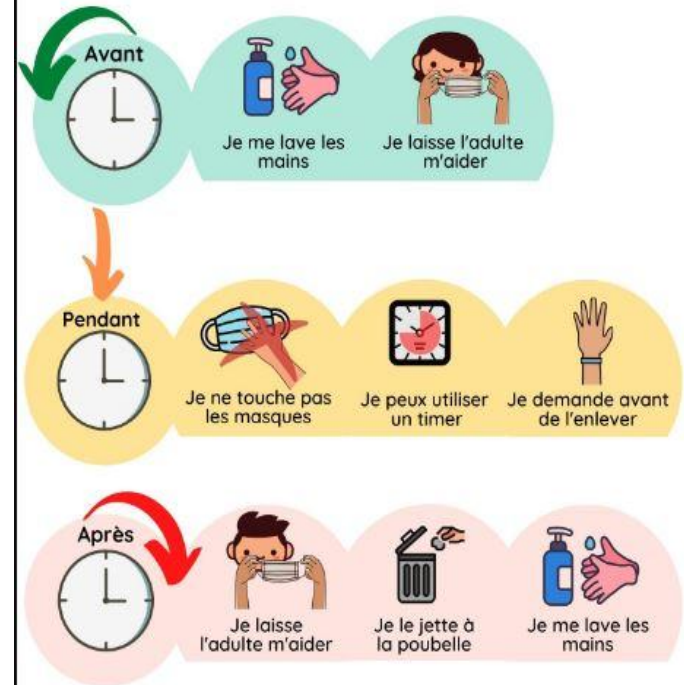 Avant
Je me lave les
mains
Je laisse l'adulte
m'aider
Pendant
Je ne touche pas
les masques
Je peux utiliser
un timer
Je demande avant
de l'enlever
Après
Je laisse
l'adulte m'aider
Je le jette à
la poubelle
Je me lave les
mains